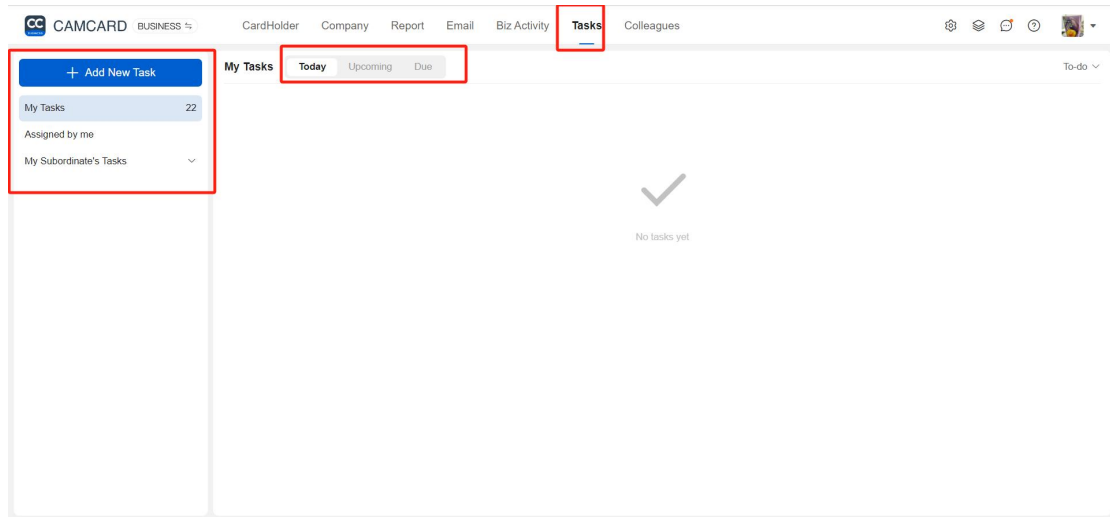 CC CAMCARD BUSINESS CardHolder Company Report Email Biz Activity Tasks Colleagues
+ Add New Task
My Tasks 22
Assigned by me
My Subordinate's Tasks
My Tasks Today Upcoming Due To-do
No tasks yet